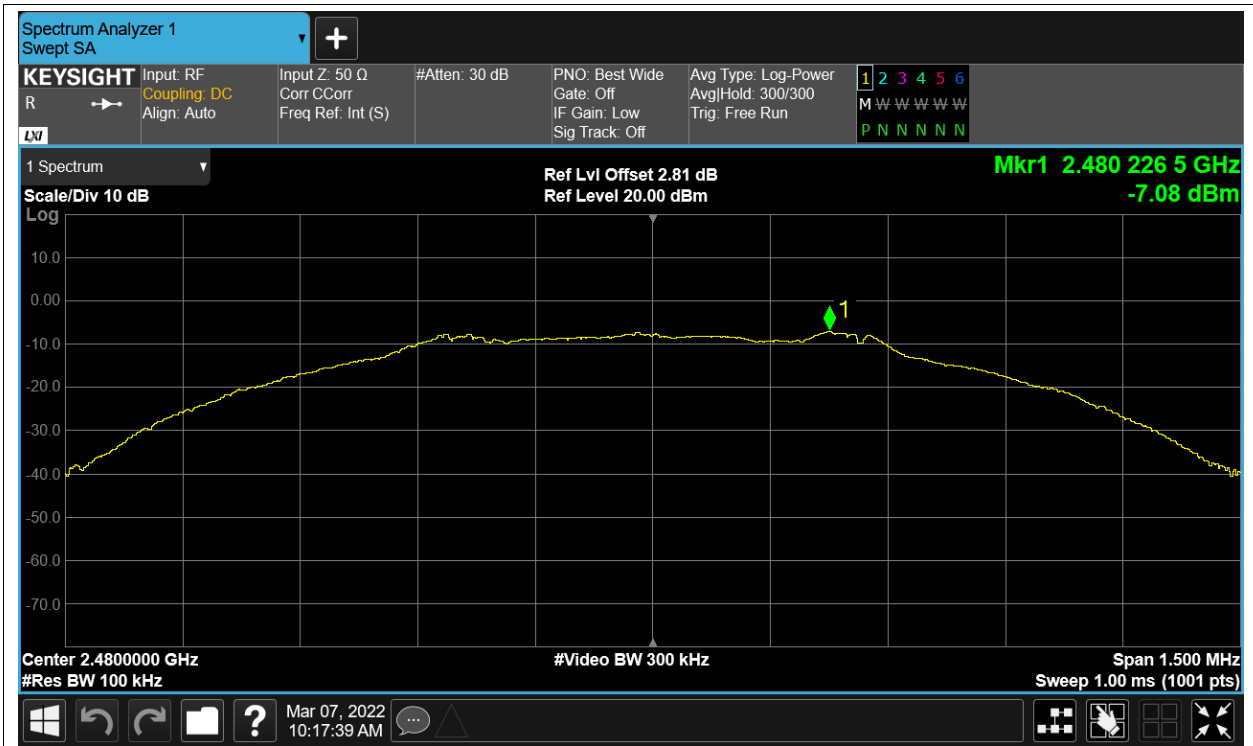 Spectrum Analyzer 1
Swept SA
KEYSIGHT
R
LXI
Input: RF
Coupling: DC
Align: Auto
Input Z: 50 Ω
Corr CCorr
Freq Ref: Int (S)
#Atten: 30 dB
PNO: Best Wide
Gate: Off
IF Gain: Low
Sig Track: Off
Avg Type: Log-Power
Avg|Hold: 300/300
Trig: Free Run
1 2 3 4 5 6
M W W W W W
P N N N N N
1 Spectrum
Scale/Div 10 dB
Log
Ref Lvl Offset 2.81 dB
Ref Level 20.00 dBm
Mkr1 2.480 226 5 GHz
-7.08 dBm
10.0
0.00
-10.0
-20.0
-30.0
-40.0
-50.0
-60.0
-70.0
1
Center 2.4800000 GHz
#Res BW 100 kHz
#Video BW 300 kHz
Span 1.500 MHz
Sweep 1.00 ms (1001 pts)
?
Mar 07, 2022
10:17:39 AM